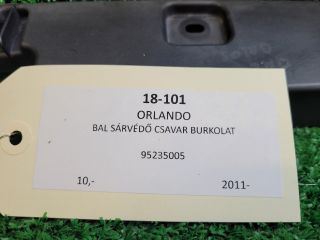 18-101
ORLANDO
BAL SÁRVÉDŐ CSAVAR BURKOLAT
95235005
10,-
2011-